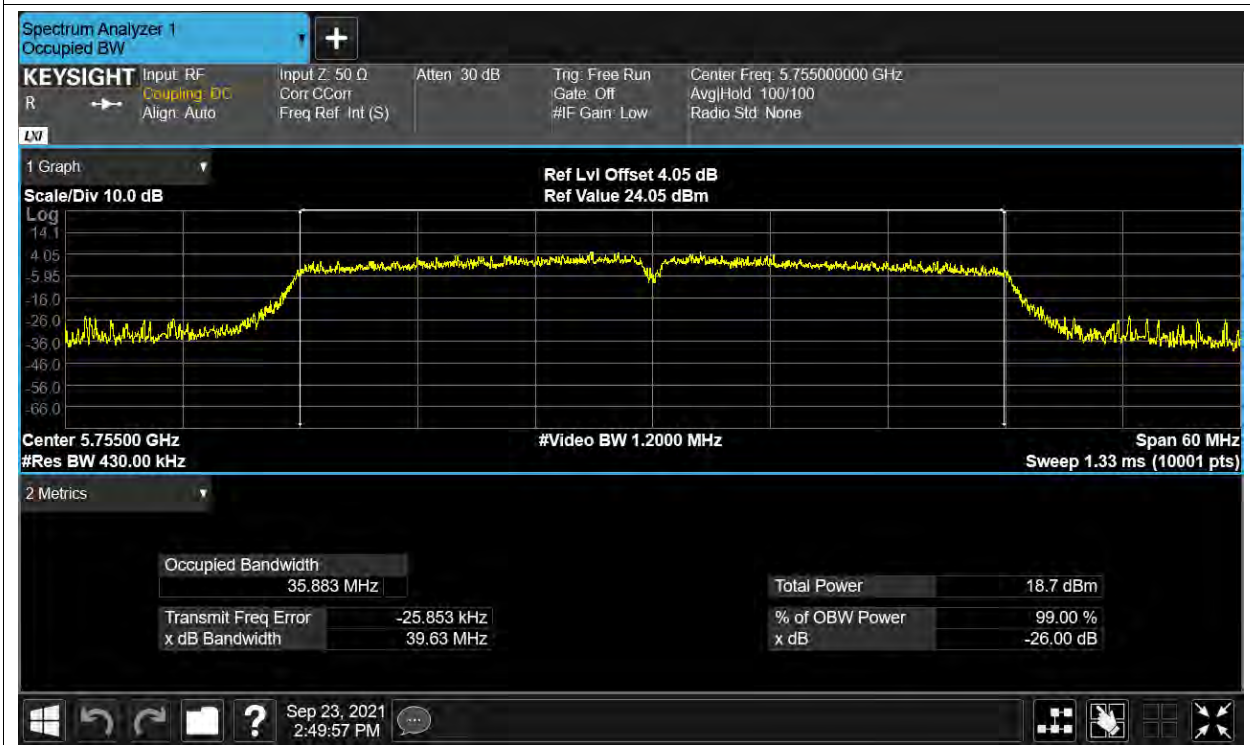 Spectrum Analyzer 1
Occupied BW
+
KEYSIGHT
R
LXI
Input: RF
Coupling: DC
Align: Auto
Input Z: 50 Ω
Corr CCorr
Freq Ref: Int (S)
Atten: 30 dB
Trig: Free Run
Gate: Off
#IF Gain: Low
Center Freq: 5.755000000 GHz
Avg|Hold: 100/100
Radio Std: None
1 Graph
Scale/Div 10.0 dB
Ref Lvl Offset 4.05 dB
Ref Value 24.05 dBm
Log
14.1
4.05
-5.95
-16.0
-26.0
-36.0
-46.0
-56.0
-66.0
Center 5.75500 GHz
#Res BW 430.00 kHz
#Video BW 1.2000 MHz
Span 60 MHz
Sweep 1.33 ms (10001 pts)
2 Metrics
Occupied Bandwidth
35.883 MHz
Transmit Freq Error -25.853 kHz
x dB Bandwidth 39.63 MHz
Total Power 18.7 dBm
% of OBW Power 99.00 %
x dB -26.00 dB
?
Sep 23, 2021
2:49:57 PM